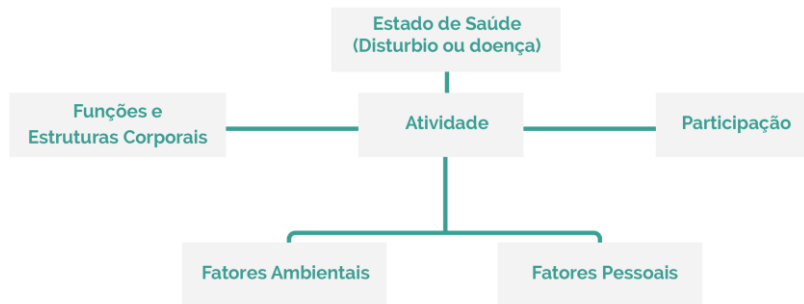 Estado de Saúde
(Disturbio ou doença)
Funções e
Estruturas Corporais
Atividade
Participação
Fatores Ambientais
Fatores Pessoais